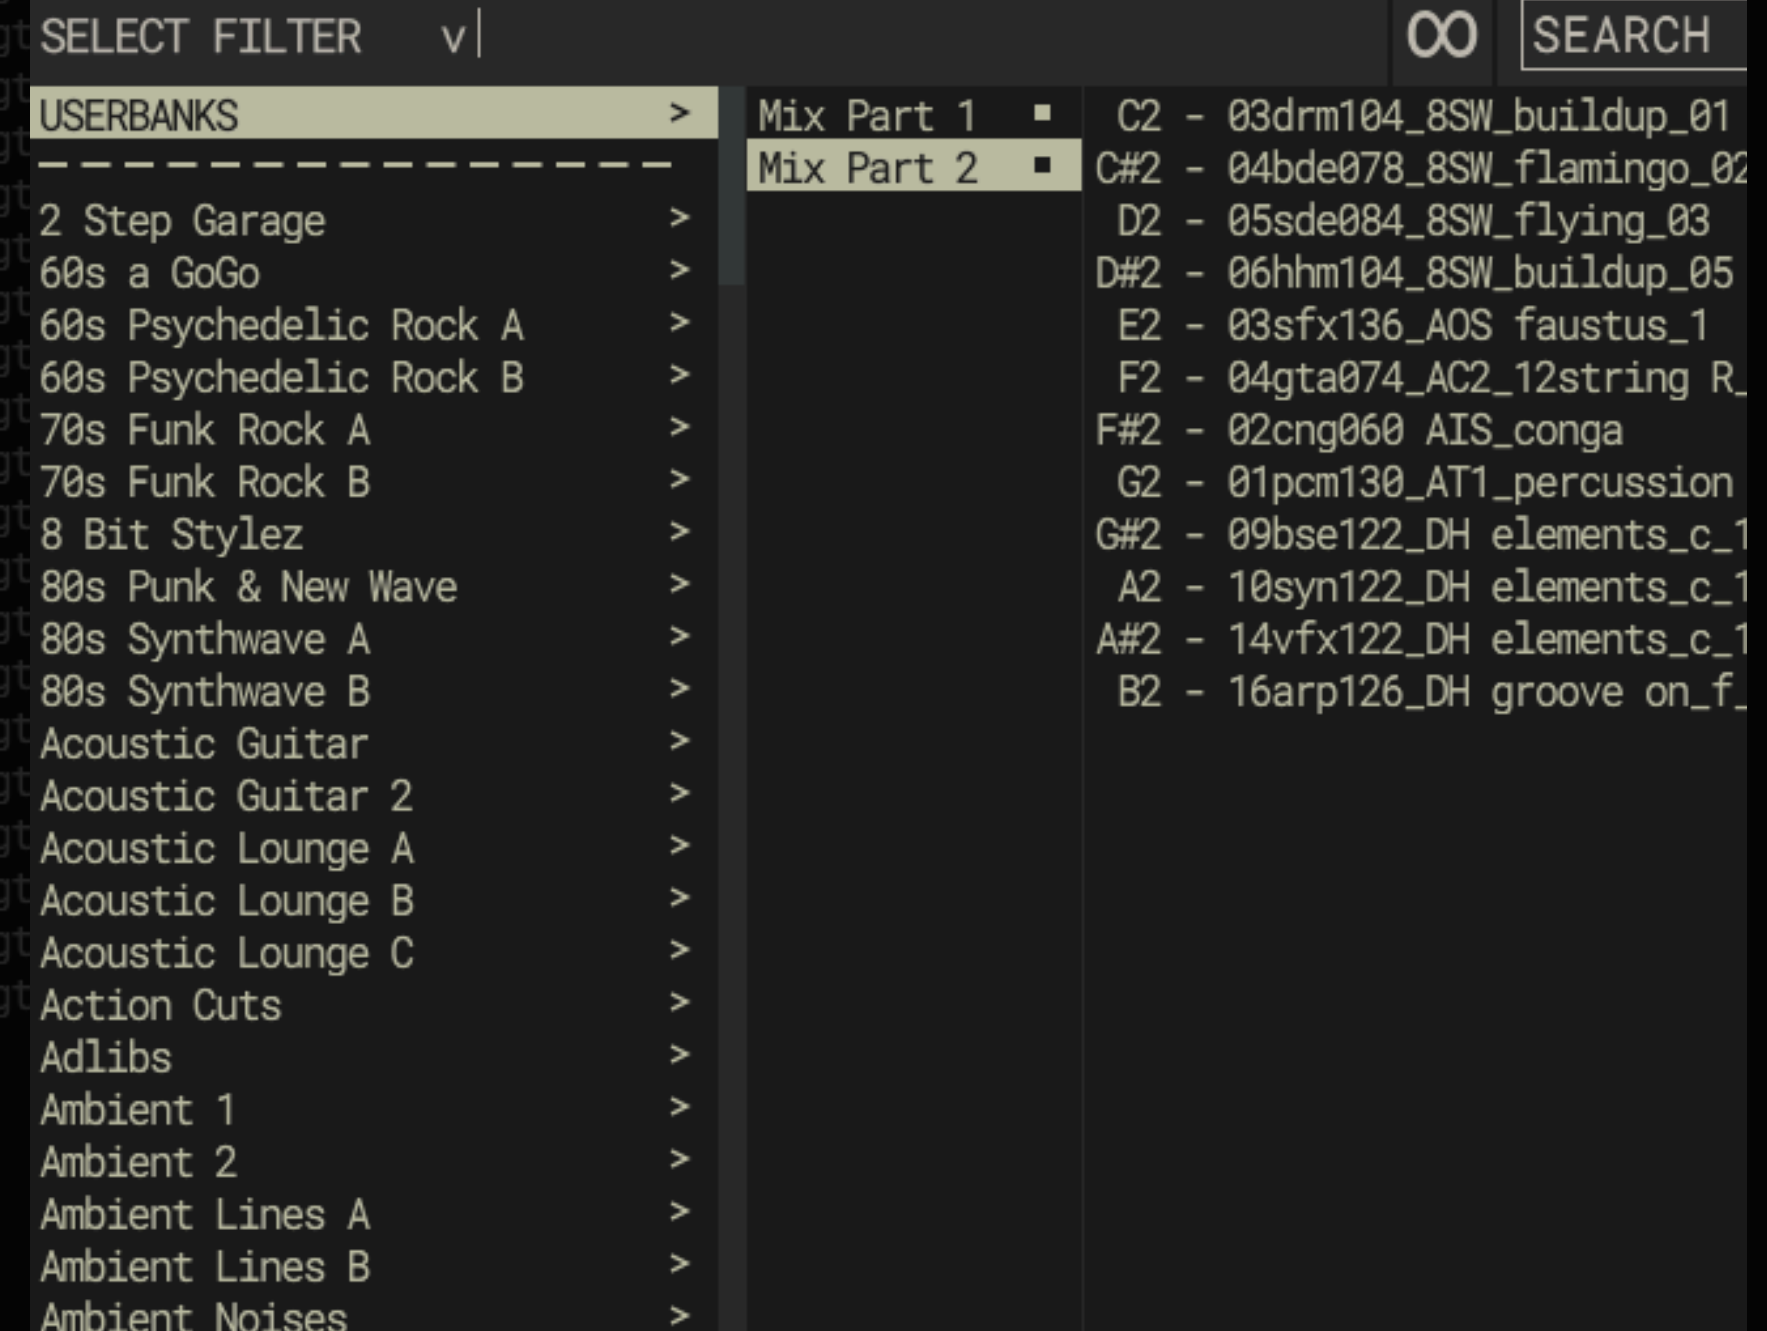 SELECT FILTER v
∞
SEARCH
USERBANKS >
2 Step Garage >
60s a GoGo >
60s Psychedelic Rock A >
60s Psychedelic Rock B >
70s Funk Rock A >
70s Funk Rock B >
8 Bit Stylez >
80s Punk & New Wave >
80s Synthwave A >
80s Synthwave B >
Acoustic Guitar >
Acoustic Guitar 2 >
Acoustic Lounge A >
Acoustic Lounge B >
Acoustic Lounge C >
Action Cuts >
Adlibs >
Ambient 1 >
Ambient 2 >
Ambient Lines A >
Ambient Lines B >
Ambient Noises >
Mix Part 1
Mix Part 2
C2 - 03drm104_8SW_buildup_01
C#2 - 04bde078_8SW_flamingo_02
D2 - 05sde084_8SW_flying_03
D#2 - 06hhm104_8SW_buildup_05
E2 - 03sfx136_AOS faustus_1
F2 - 04gta074_AC2_12string R_
F#2 - 02cng060 AIS_conga
G2 - 01pcm130_AT1_percussion
G#2 - 09bse122_DH elements_c_1
A2 - 10syn122_DH elements_c_1
A#2 - 14vfx122_DH elements_c_1
B2 - 16arp126_DH groove on_f_